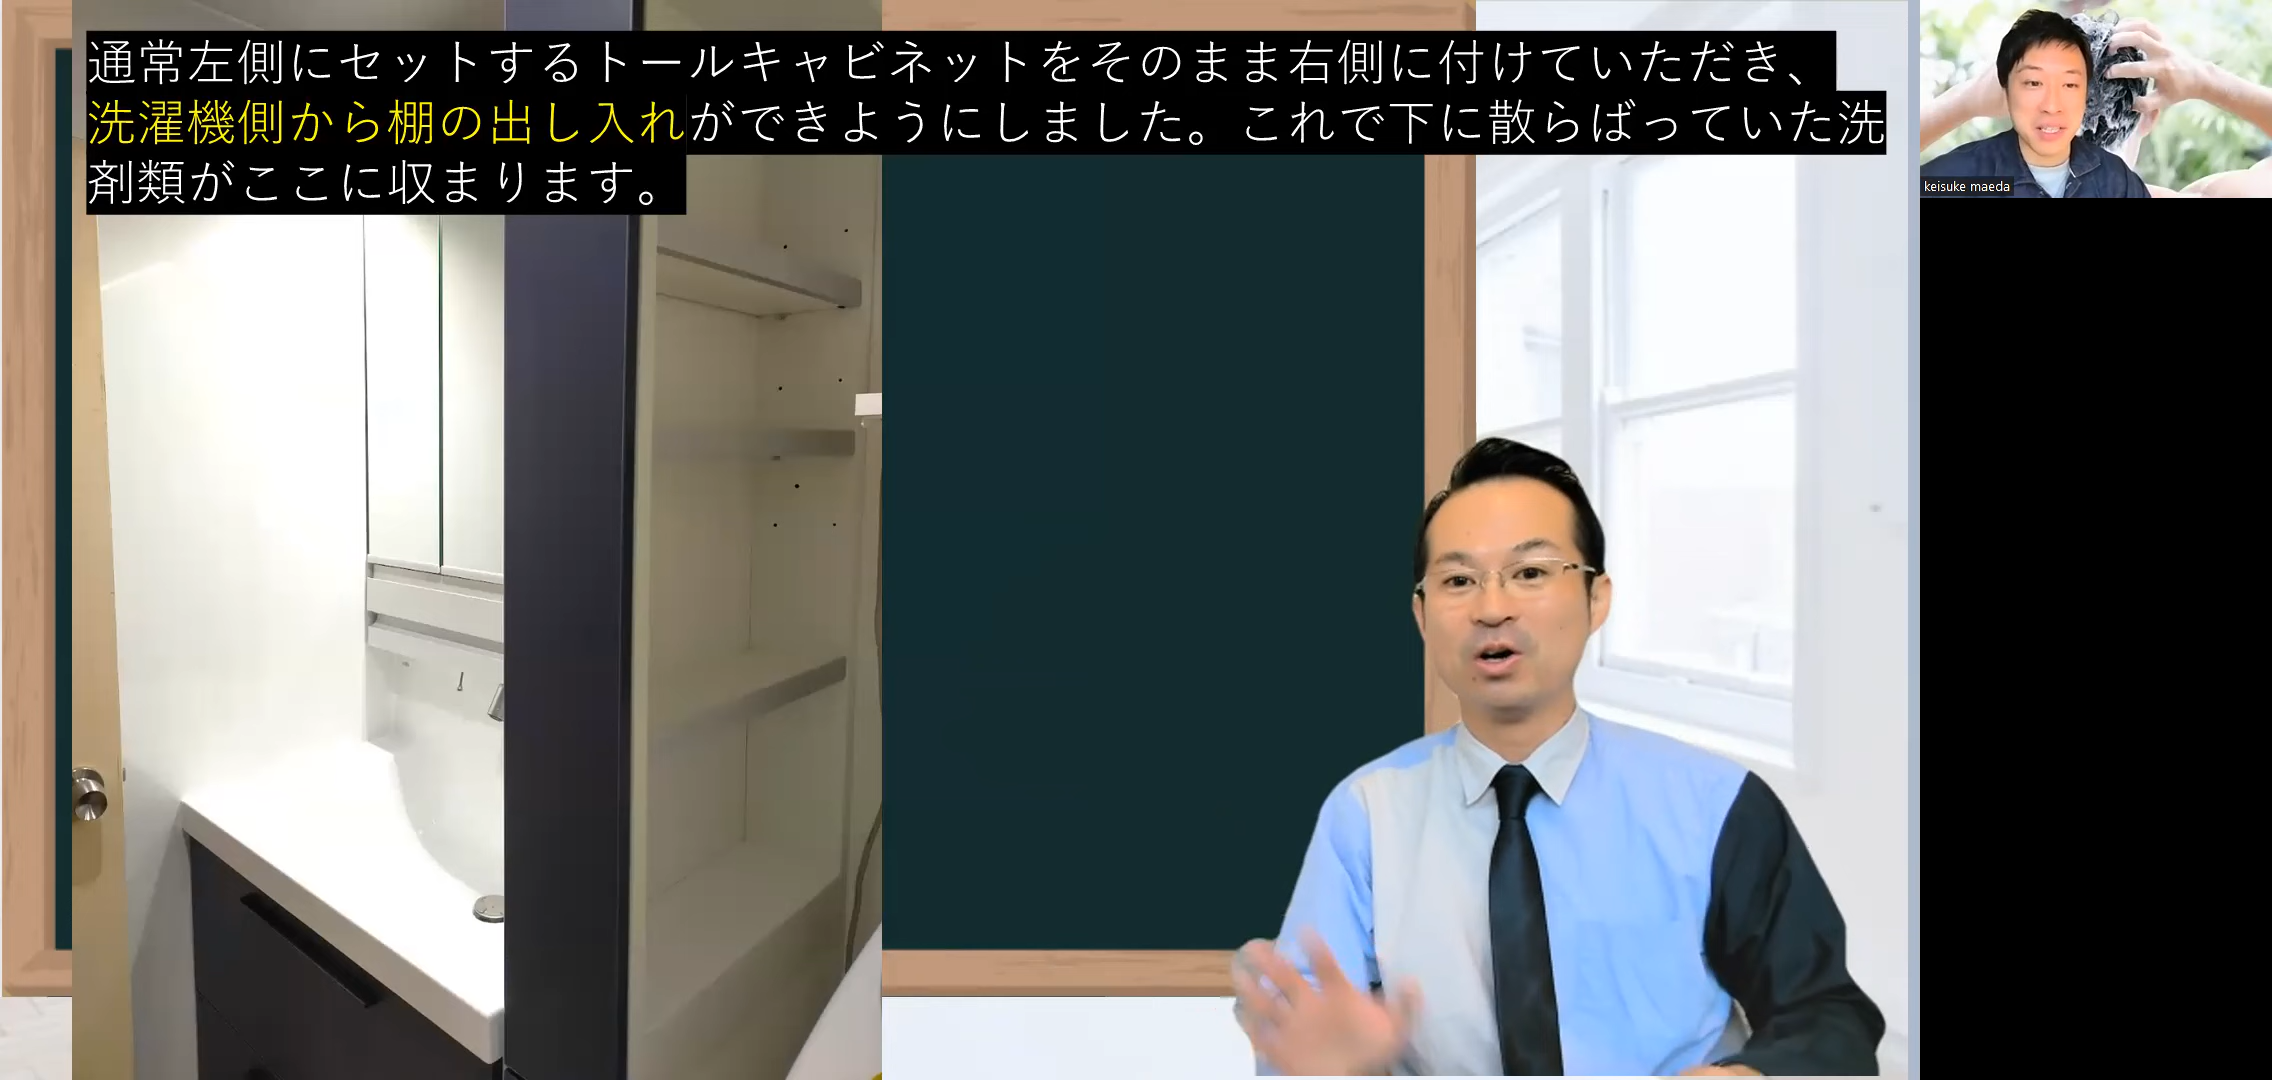 通常左側にセットするトールキャビネットをそのまま右側に付けていただき、
洗濯機側から棚の出し入れができようにしました。これで下に散らばっていた洗
剤類がここに収まります。
keisuke maeda